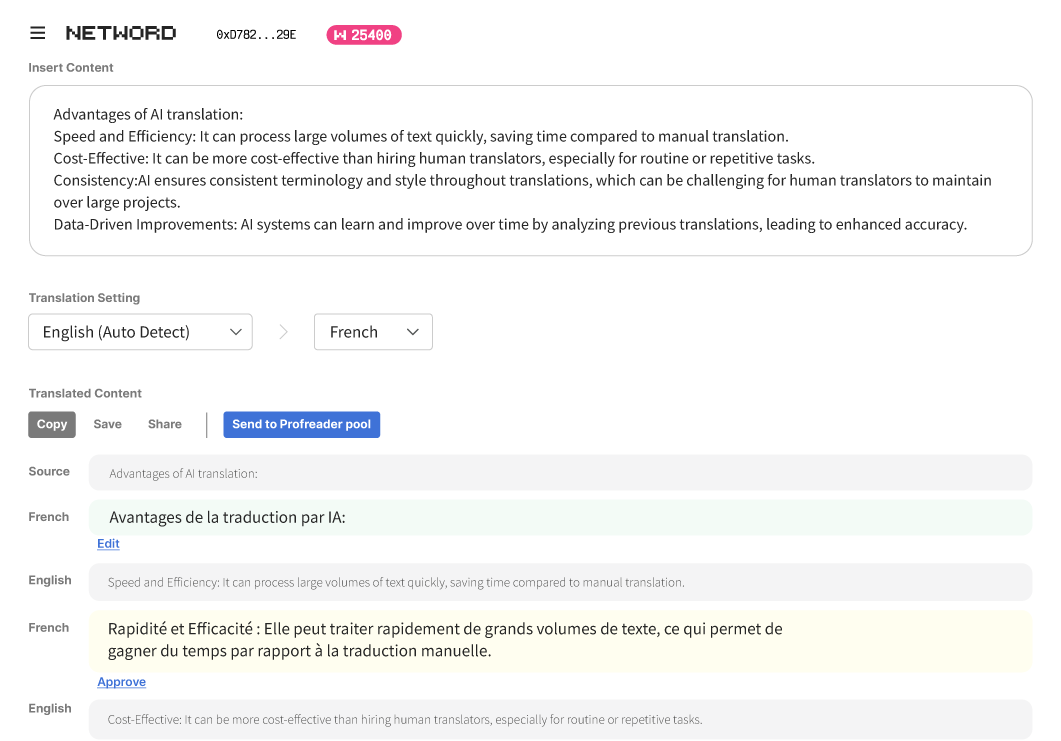 NETWORD 0xD782...29E 25400
Insert Content
Advantages of AI translation:
Speed and Efficiency: It can process large volumes of text quickly, saving time compared to manual translation.
Cost-Effective: It can be more cost-effective than hiring human translators, especially for routine or repetitive tasks.
Consistency:AI ensures consistent terminology and style throughout translations, which can be challenging for human translators to maintain
over large projects.
Data-Driven Improvements: AI systems can learn and improve over time by analyzing previous translations, leading to enhanced accuracy.
Translation Setting
English (Auto Detect) French
Translated Content
Copy Save Share Send to Profreader pool
Source Advantages of AI translation:
French Avantages de la traduction par IA:
Edit
English Speed and Efficiency: It can process large volumes of text quickly, saving time compared to manual translation.
French Rapidité et Efficacité : Elle peut traiter rapidement de grands volumes de texte, ce qui permet de
gagner du temps par rapport à la traduction manuelle.
Approve
English Cost-Effective: It can be more cost-effective than hiring human translators, especially for routine or repetitive tasks.